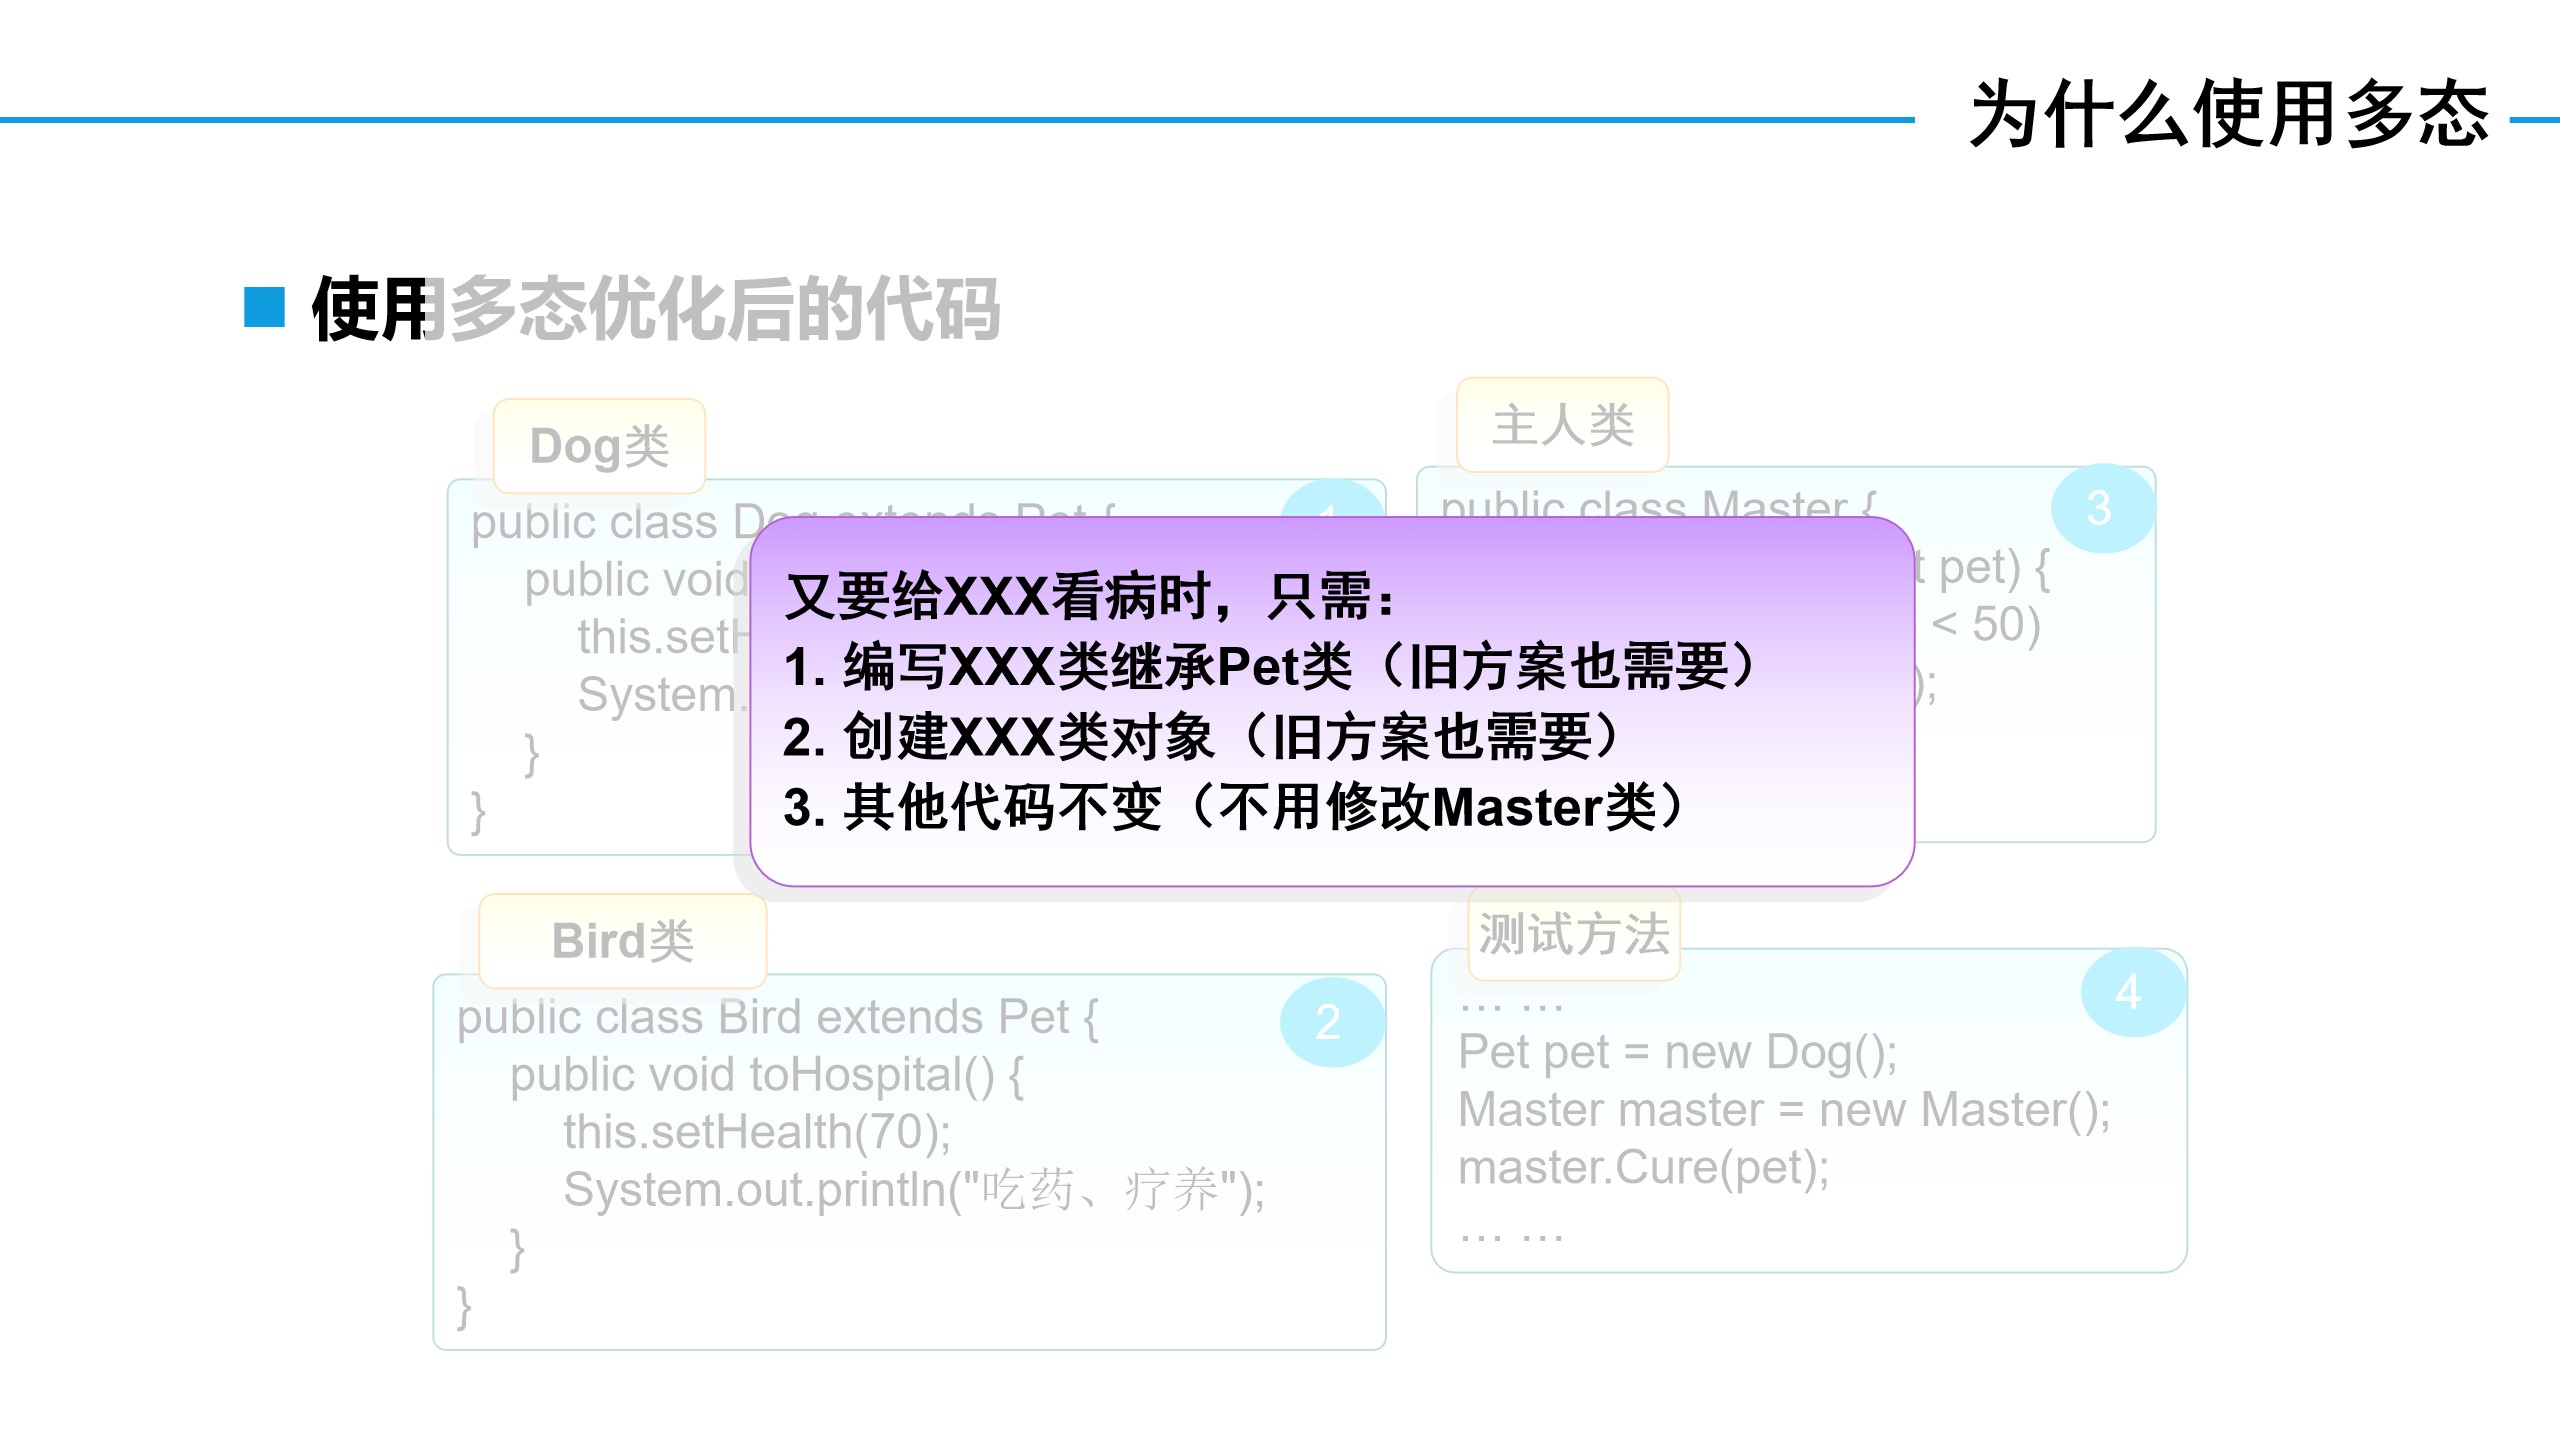 为什么使用多态
使用多态优化后的代码
Dog类
public class Dog extends Pet {
public void
this.setH
System.
}
}
1
主人类
public class Master {
pet) {
< 50)
);
3
又要给XXX看病时，只需：
1. 编写XXX类继承Pet类（旧方案也需要）
2. 创建XXX类对象（旧方案也需要）
3. 其他代码不变（不用修改Master类）
Bird类
public class Bird extends Pet {
public void toHospital() {
this.setHealth(70);
System.out.println("吃药、疗养");
}
}
2
测试方法
… …
Pet pet = new Dog();
Master master = new Master();
master.Cure(pet);
… …
4